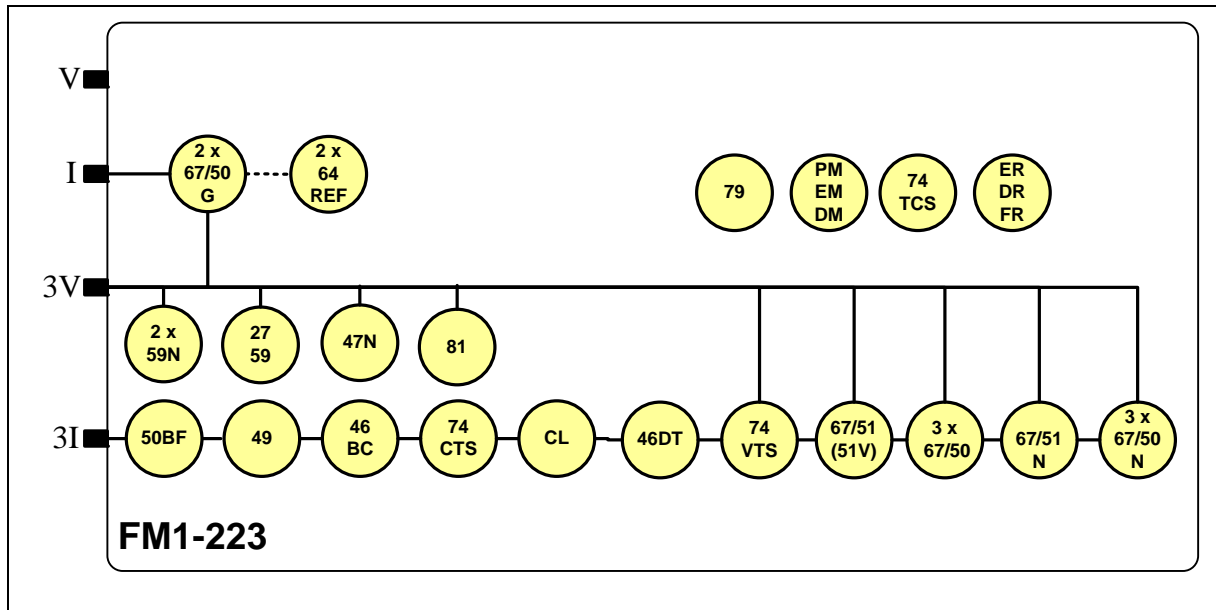 V
I
2 x
67/50
G
2 x
64
REF
79
PM
EM
DM
74
TCS
ER
DR
FR
3V
2 x
59N
27
59
47N
81
3I
50BF
49
46
BC
74
CTS
CL
46DT
74
VTS
67/51
(51V)
3 x
67/50
67/51
N
3 x
67/50
N
FM1-223